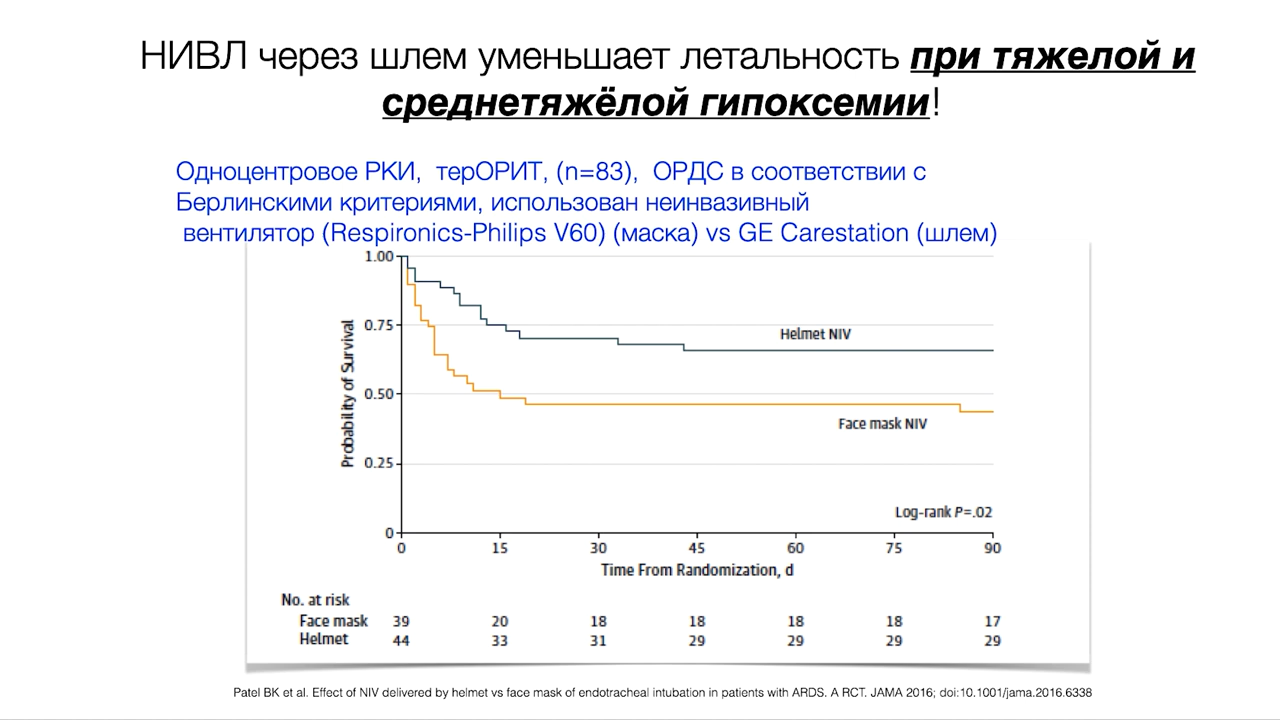 НИВЛ через шлем уменьшает летальность при тяжелой и
среднетяжёлой гипоксемии!
Одноцентровое РКИ, терОРИТ, (n=83), ОРДС в соответствии с
Берлинскими критериями, использован неинвазивный
вентилятор (Respironics-Philips V60) (маска) vs GE Carestation (шлем)
1.00
0.75
0.50
0.25
0
Probability of Survival
Helmet NIV
Face mask NIV
Log-rank P=.02
0 15 30 45 60 75 90
Time From Randomization, d
No. at risk
Face mask 39 20 18 18 18 18 17
Helmet 44 33 31 29 29 29 29
Patel BK et al. Effect of NIV delivered by helmet vs face mask of endotracheal intubation in patients with ARDS. A RCT. JAMA 2016; doi:10.1001/jama.2016.6338